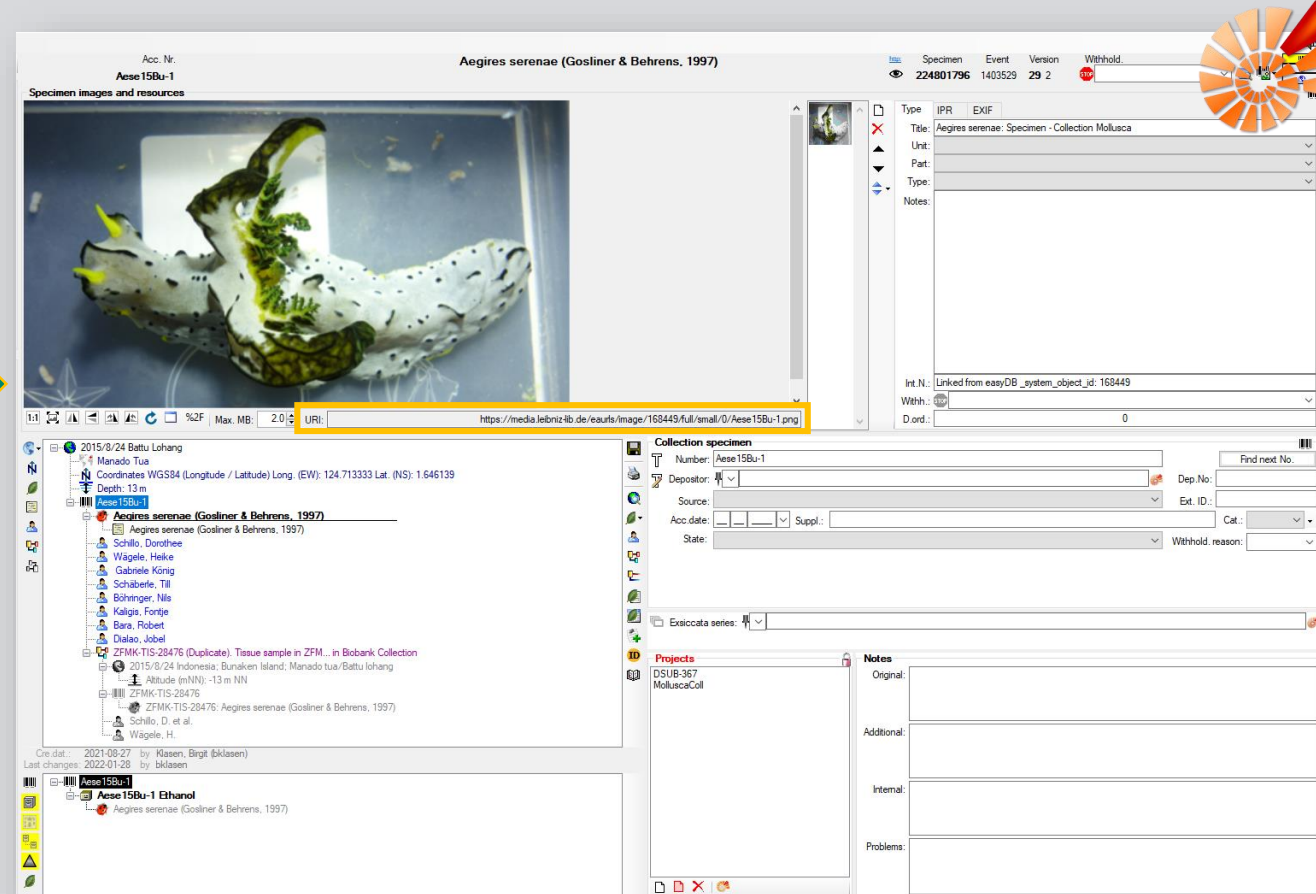 Acc. Nr.
Aese15Bu-1
Aegires serenae (Gosliner & Behrens, 1997)
Specimen Event Version Withhold.
224801796 1403529 29 2
STOP
Specimen images and resources
Type IPR EXIF
Title: Aegires serenae: Specimen - Collection Mollusca
Unit:
Part:
Type:
Notes:
Int.N.: Linked from easyDB _system_object_id: 168449
Withh.: STOP
D.ord.: 0
1:1 %2F Max. MB: 2.0 URI: https://media.leibniz-lib.de/eaurls/image/168449/full/small/0/Aese15Bu-1.png
2015/8/24 Battu Lohang
Manado Tua
Coordinates WGS84 (Longitude / Latitude) Long. (EW): 124.713333 Lat. (NS): 1.646139
Depth: 13 m
Aese15Bu-1
Aegires serenae (Gosliner & Behrens, 1997)
Aegires serenae (Gosliner & Behrens, 1997)
Schillo, Dorothee
Wägele, Heike
Gabriele König
Schäberle, Till
Böhringer, Nils
Kaligis, Fontje
Bara, Robert
Dialao, Jobel
ZFMK-TIS-28476 (Duplicate). Tissue sample in ZFM... in Biobank Collection
2015/8/24 Indonesia; Bunaken Island; Manado tua/Battu lohang
Altitude (mNN): -13 m NN
ZFMK-TIS-28476
ZFMK-TIS-28476: Aegires serenae (Gosliner & Behrens, 1997)
Schillo, D. et al.
Wägele, H.
Cre.dat.: 2021-08-27 by Klasen, Birgit (bklasen)
Last changes: 2022-01-28 by bklasen
Aese15Bu-1
Aese15Bu-1 Ethanol
Aegires serenae (Gosliner & Behrens, 1997)
ID
Collection specimen
Number: Aese15Bu-1 Find next No.
Depositor: Dep.No:
Source: Ext. ID.:
Acc.date: Suppl.: Cat.:
State: Withhold. reason:
Exsiccata series:
Projects
DSUB-367
MolluscaColl
Notes
Original:
Additional:
Internal:
Problems: